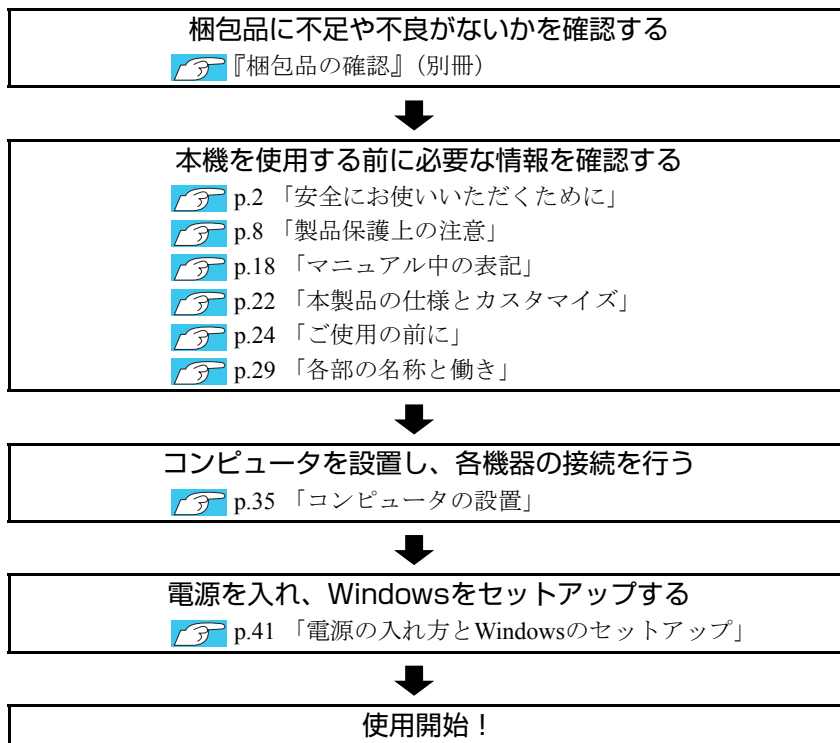 梱包品に不足や不良がないかを確認する
『梱包品の確認』（別冊）
本機を使用する前に必要な情報を確認する
p.2 「安全にお使いいただくために」
p.8 「製品保護上の注意」
p.18 「マニュアル中の表記」
p.22 「本製品の仕様とカスタマイズ」
p.24 「ご使用の前に」
p.29 「各部の名称と働き」
コンピュータを設置し、各機器の接続を行う
p.35 「コンピュータの設置」
電源を入れ、Windowsをセットアップする
p.41 「電源の入れ方とWindowsのセットアップ」
使用開始！